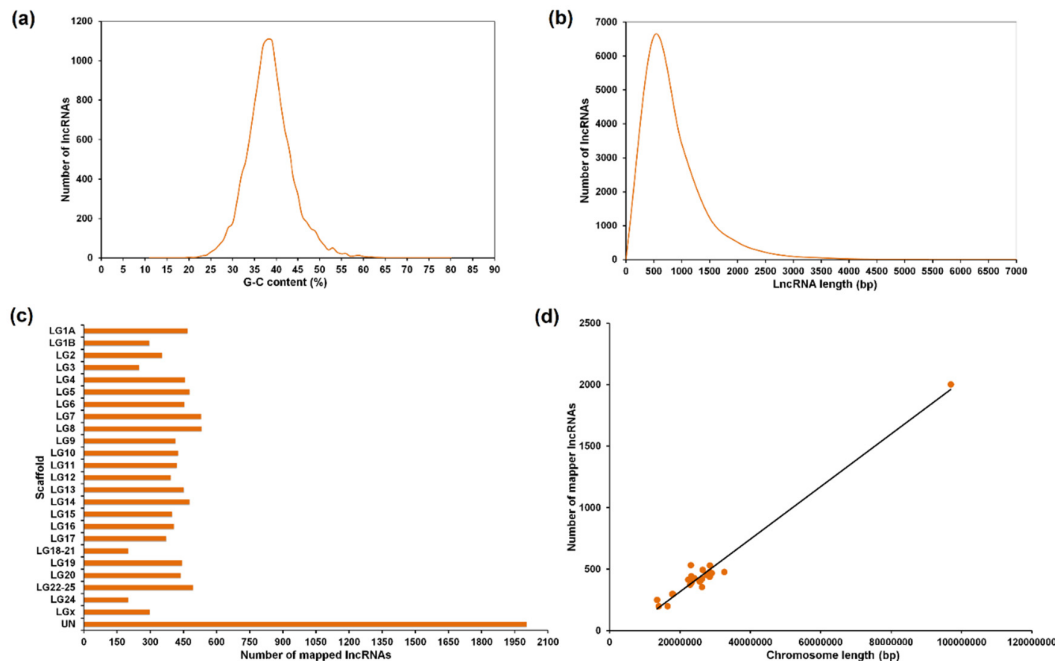 (a)
Number of lncRNAs
1200
1000
800
600
400
200
0
0 5 10 15 20 25 30 35 40 45 50 55 60 65 70 75 80 85 90
G-C content (%)
(b)
Number of lncRNAs
7000
6000
5000
4000
3000
2000
1000
0
0 500 1000 1500 2000 2500 3000 3500 4000 4500 5000 5500 6000 6500 7000
LncRNA length (bp)
(c)
Scaffold
LG1A
LG1B
LG2
LG3
LG4
LG5
LG6
LG7
LG8
LG9
LG10
LG11
LG12
LG13
LG14
LG15
LG16
LG17
LG18-21
LG19
LG20
LG22-25
LG24
LGx
UN
0 150 300 450 600 750 900 1050 1200 1350 1500 1650 1800 1950 2100
Number of mapped lncRNAs
(d)
Number of mapper lncRNAs
2500
2000
1500
1000
500
0
0 20000000 40000000 60000000 80000000 100000000 120000000
Chromosome length (bp)